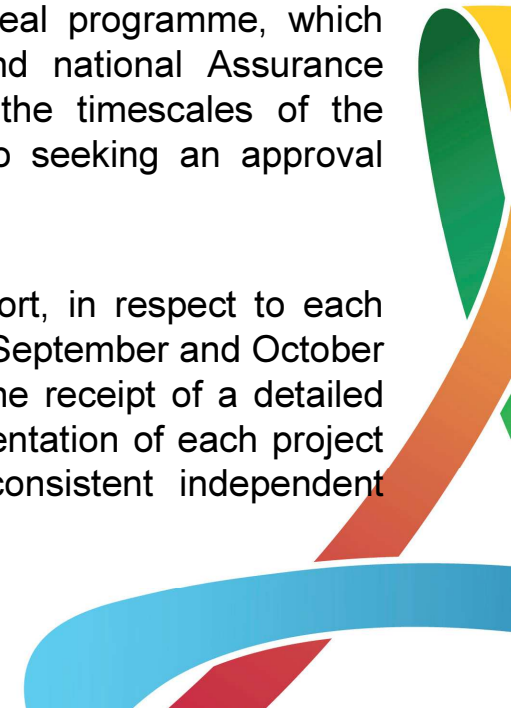 eal programme, which
nd national Assurance
the timescales of the
o seeking an approval
ort, in respect to each
September and October
ne receipt of a detailed
entation of each project
consistent independent